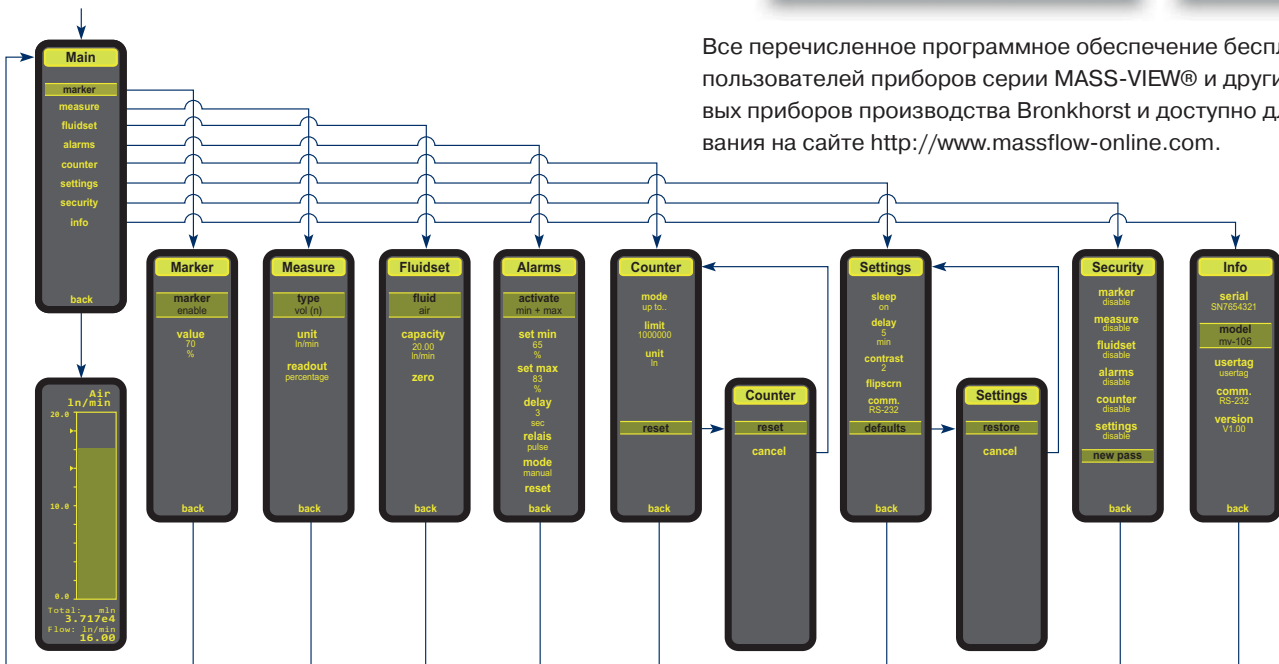 Все перечисленное программное обеспечение
пользователей приборов серии MASS-VIEW® и
вых приборов производства Bronkhorst и доступно
вания на сайте http://www.massflow-online.com.
Main
marker
measure
fluidset
alarms
counter
settings
security
info
back
Marker
marker
enable
value
70
%
back
Measure
type
vol (n)
unit
ln/min
readout
percentage
back
Fluidset
fluid
air
capacity
20.00
ln/min
zero
back
Alarms
activate
min + max
set min
65
%
set max
83
%
delay
3
sec
relais
pulse
mode
manual
reset
back
Counter
mode
up to..
limit
1000000
unit
ln
reset
back
Counter
reset
cancel
Settings
sleep
on
delay
5
min
contrast
2
flipscrn
comm.
RS-232
defaults
back
Settings
restore
cancel
Security
marker
disable
measure
disable
fluidset
disable
alarms
disable
counter
disable
settings
disable
new pass
back
Info
serial
SN7654321
model
mv-106
usertag
usertag
comm.
RS-232
version
V1.00
back
Air
ln/min
20.0
10.0
0.0
Total: mln
3.717e4
Flow: ln/min
16.00